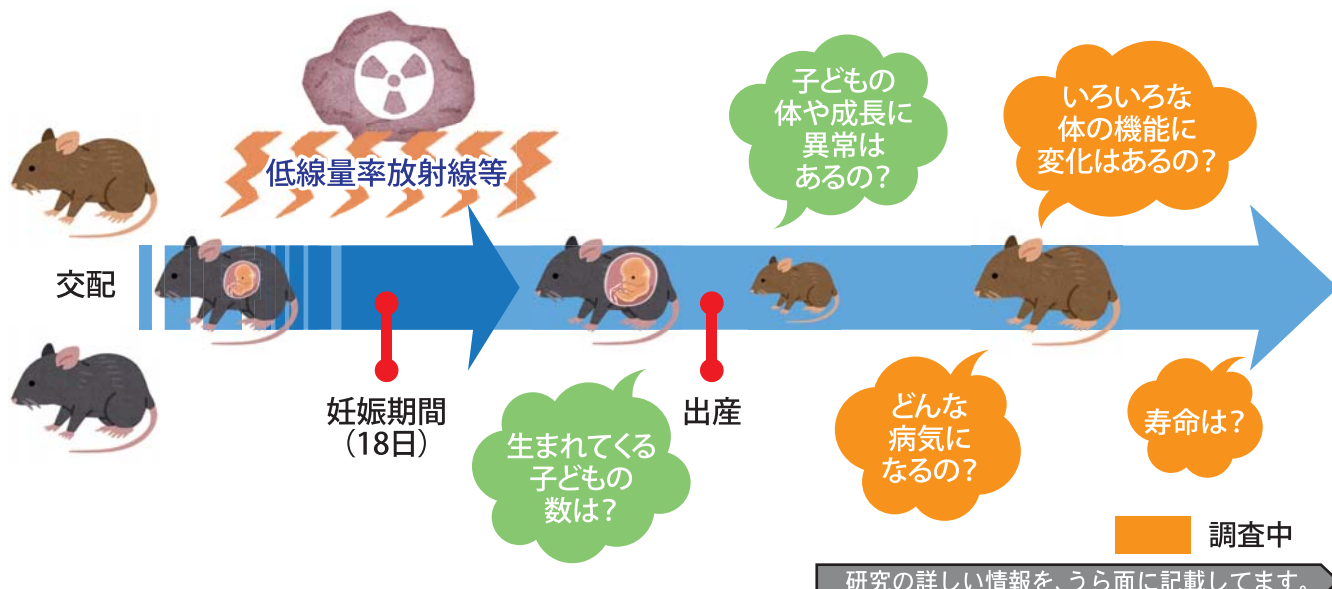 低線量率放射線等
子どもの
体や成長に
異常は
あるの？
いろいろな
体の機能に
変化はあるの？
交配
妊娠期間
（18日）
生まれてくる
子どもの
数は？
出産
どんな
病気に
なるの？
寿命は？
調査中
研究の詳しい情報を、うら面に記載してます。